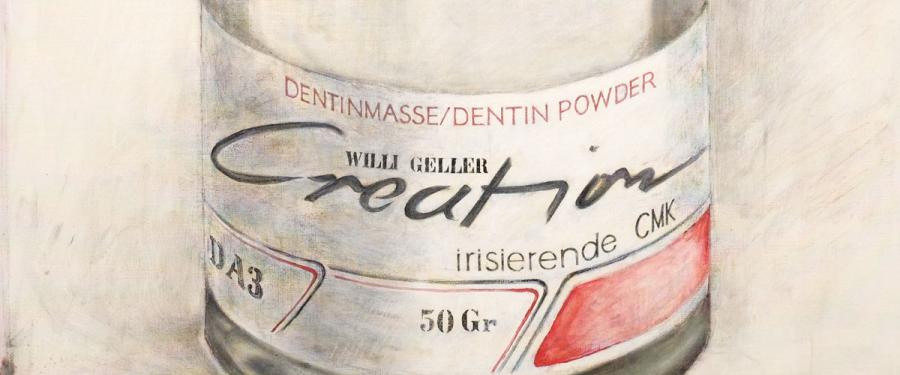 DENTINMASSE/DENTIN POWDER
WILLI GELLER
Creation
irisierende CMK
DA3
50 Gr